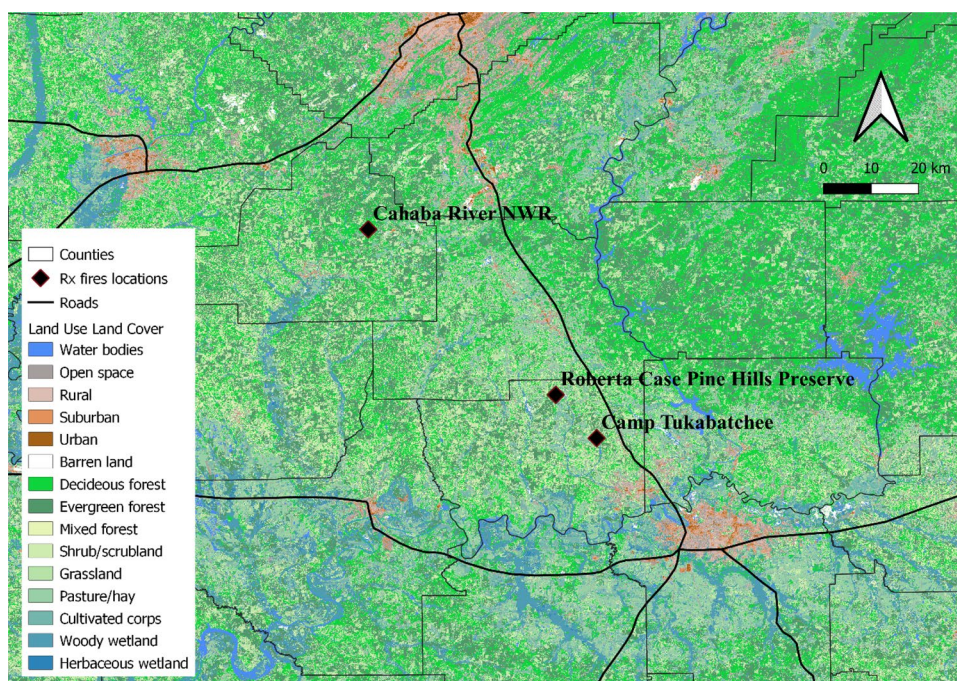 0 10 20 km
Cahaba River NWR
Counties
Rx fires locations
Roads
Land Use Land Cover
Water bodies
Open space
Rural
Suburban
Urban
Barren land
Decideous forest
Evergreen forest
Mixed forest
Shrub/scrubland
Grassland
Pasture/hay
Cultivated corps
Woody wetland
Herbaceous wetland
Roberta Case Pine Hills Preserve
Camp Tukabatchee